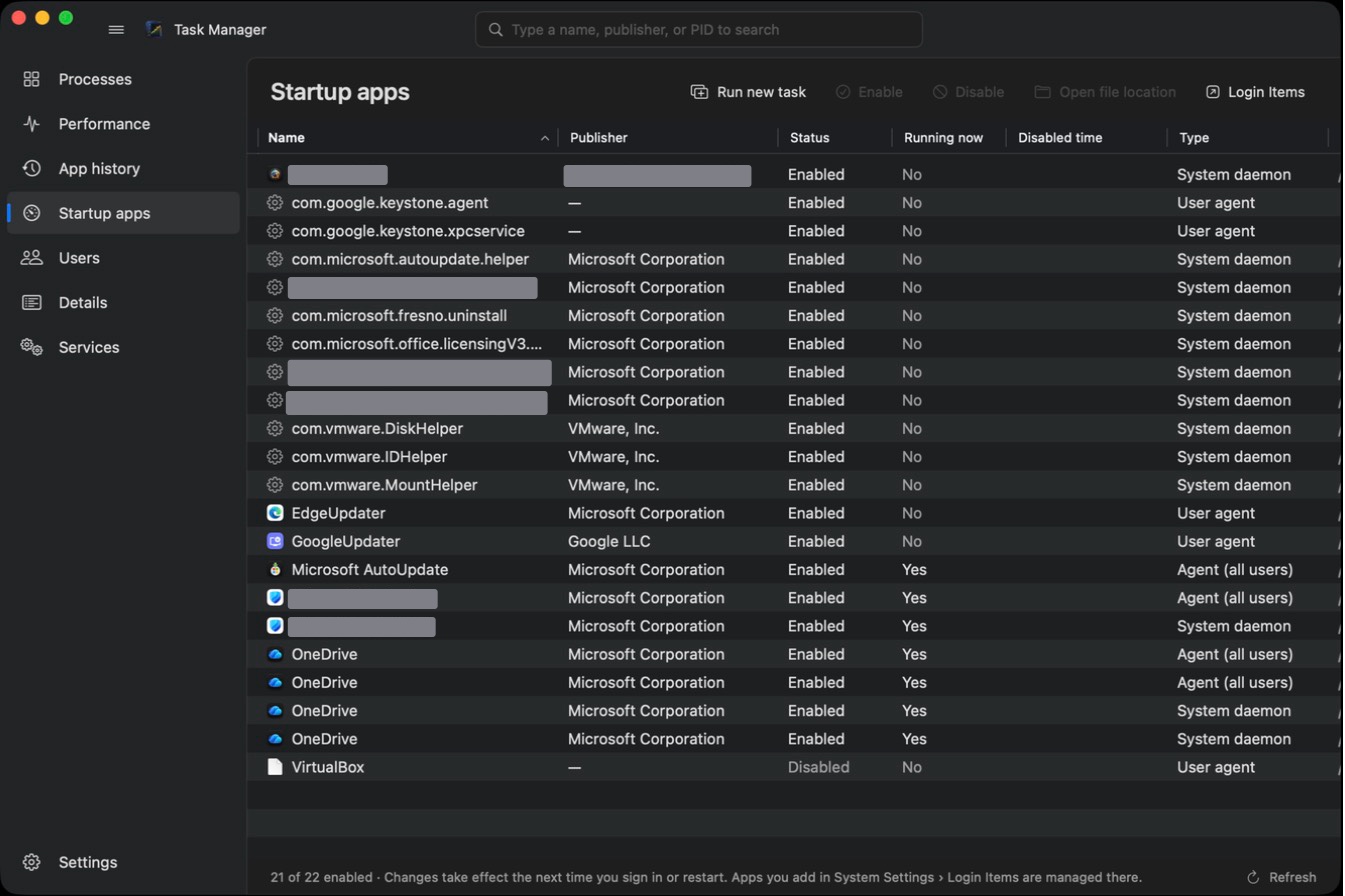 Task Manager
Type a name, publisher, or PID to search
Processes
Performance
App history
Startup apps
Users
Details
Services
Settings
Startup apps
Run new task Enable Disable Open file location Login Items
Name Publisher Status Running now Disabled time Type
Enabled No System daemon
com.google.keystone.agent — Enabled No User agent
com.google.keystone.xpcservice — Enabled No User agent
com.microsoft.autoupdate.helper Microsoft Corporation Enabled No System daemon
Microsoft Corporation Enabled No System daemon
com.microsoft.fresno.uninstall Microsoft Corporation Enabled No System daemon
com.microsoft.office.licensingV3.... Microsoft Corporation Enabled No System daemon
Microsoft Corporation Enabled No System daemon
Microsoft Corporation Enabled No System daemon
com.vmware.DiskHelper VMware, Inc. Enabled No System daemon
com.vmware.IDHelper VMware, Inc. Enabled No System daemon
com.vmware.MountHelper VMware, Inc. Enabled No System daemon
EdgeUpdater Microsoft Corporation Enabled No User agent
GoogleUpdater Google LLC Enabled No User agent
Microsoft AutoUpdate Microsoft Corporation Enabled Yes Agent (all users)
Microsoft Corporation Enabled Yes Agent (all users)
Microsoft Corporation Enabled Yes System daemon
OneDrive Microsoft Corporation Enabled Yes Agent (all users)
OneDrive Microsoft Corporation Enabled Yes Agent (all users)
OneDrive Microsoft Corporation Enabled Yes System daemon
OneDrive Microsoft Corporation Enabled Yes System daemon
VirtualBox — Disabled No User agent
21 of 22 enabled · Changes take effect the next time you sign in or restart. Apps you add in System Settings › Login Items are managed there. Refresh